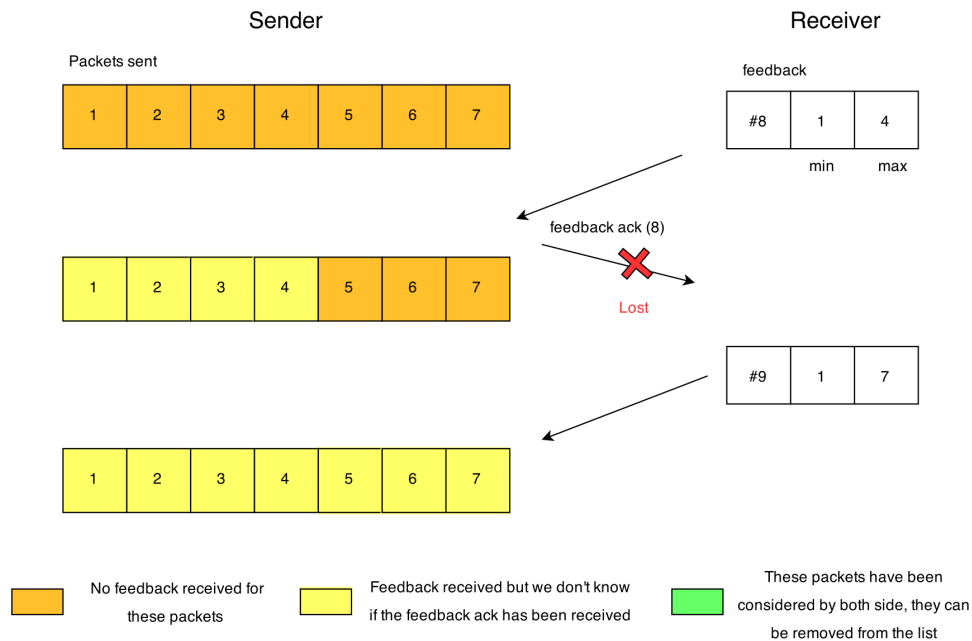 Sender
Receiver
Packets sent
1 2 3 4 5 6 7
feedback
#8 1 4
min max
feedback ack (8)
Lost
1 2 3 4 5 6 7
#9 1 7
1 2 3 4 5 6 7
No feedback received for
these packets
Feedback received but we don't know
if the feedback ack has been received
These packets have been
considered by both side, they can
be removed from the list